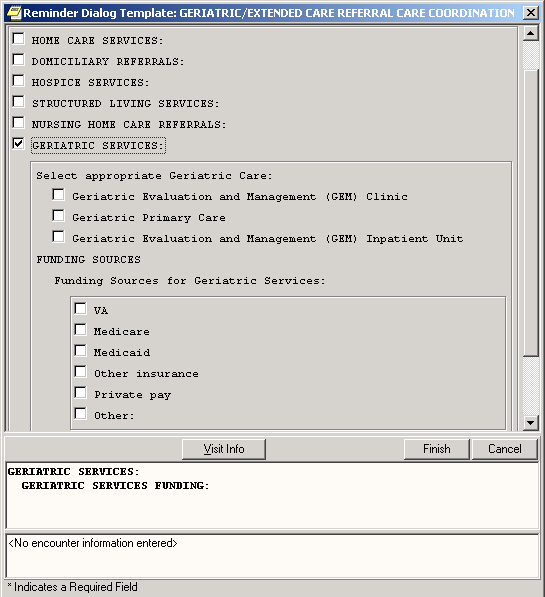 Reminder Dialog Template: GERIATRIC/EXTENDED CARE REFERRAL CARE COORDINATION
HOME CARE SERVICES:
DOMICILIARY REFERRALS:
HOSPICE SERVICES:
STRUCTURED LIVING SERVICES:
NURSING HOME CARE REFERRALS:
GERIATRIC SERVICES:
Select appropriate Geriatric Care:
Geriatric Evaluation and Management (GEM) Clinic
Geriatric Primary Care
Geriatric Evaluation and Management (GEM) Inpatient Unit
FUNDING SOURCES
Funding Sources for Geriatric Services:
VA
Medicare
Medicaid
Other insurance
Private pay
Other:
Visit Info Finish Cancel
GERIATRIC SERVICES:
GERIATRIC SERVICES FUNDING:
<No encounter information entered>
* Indicates a Required Field